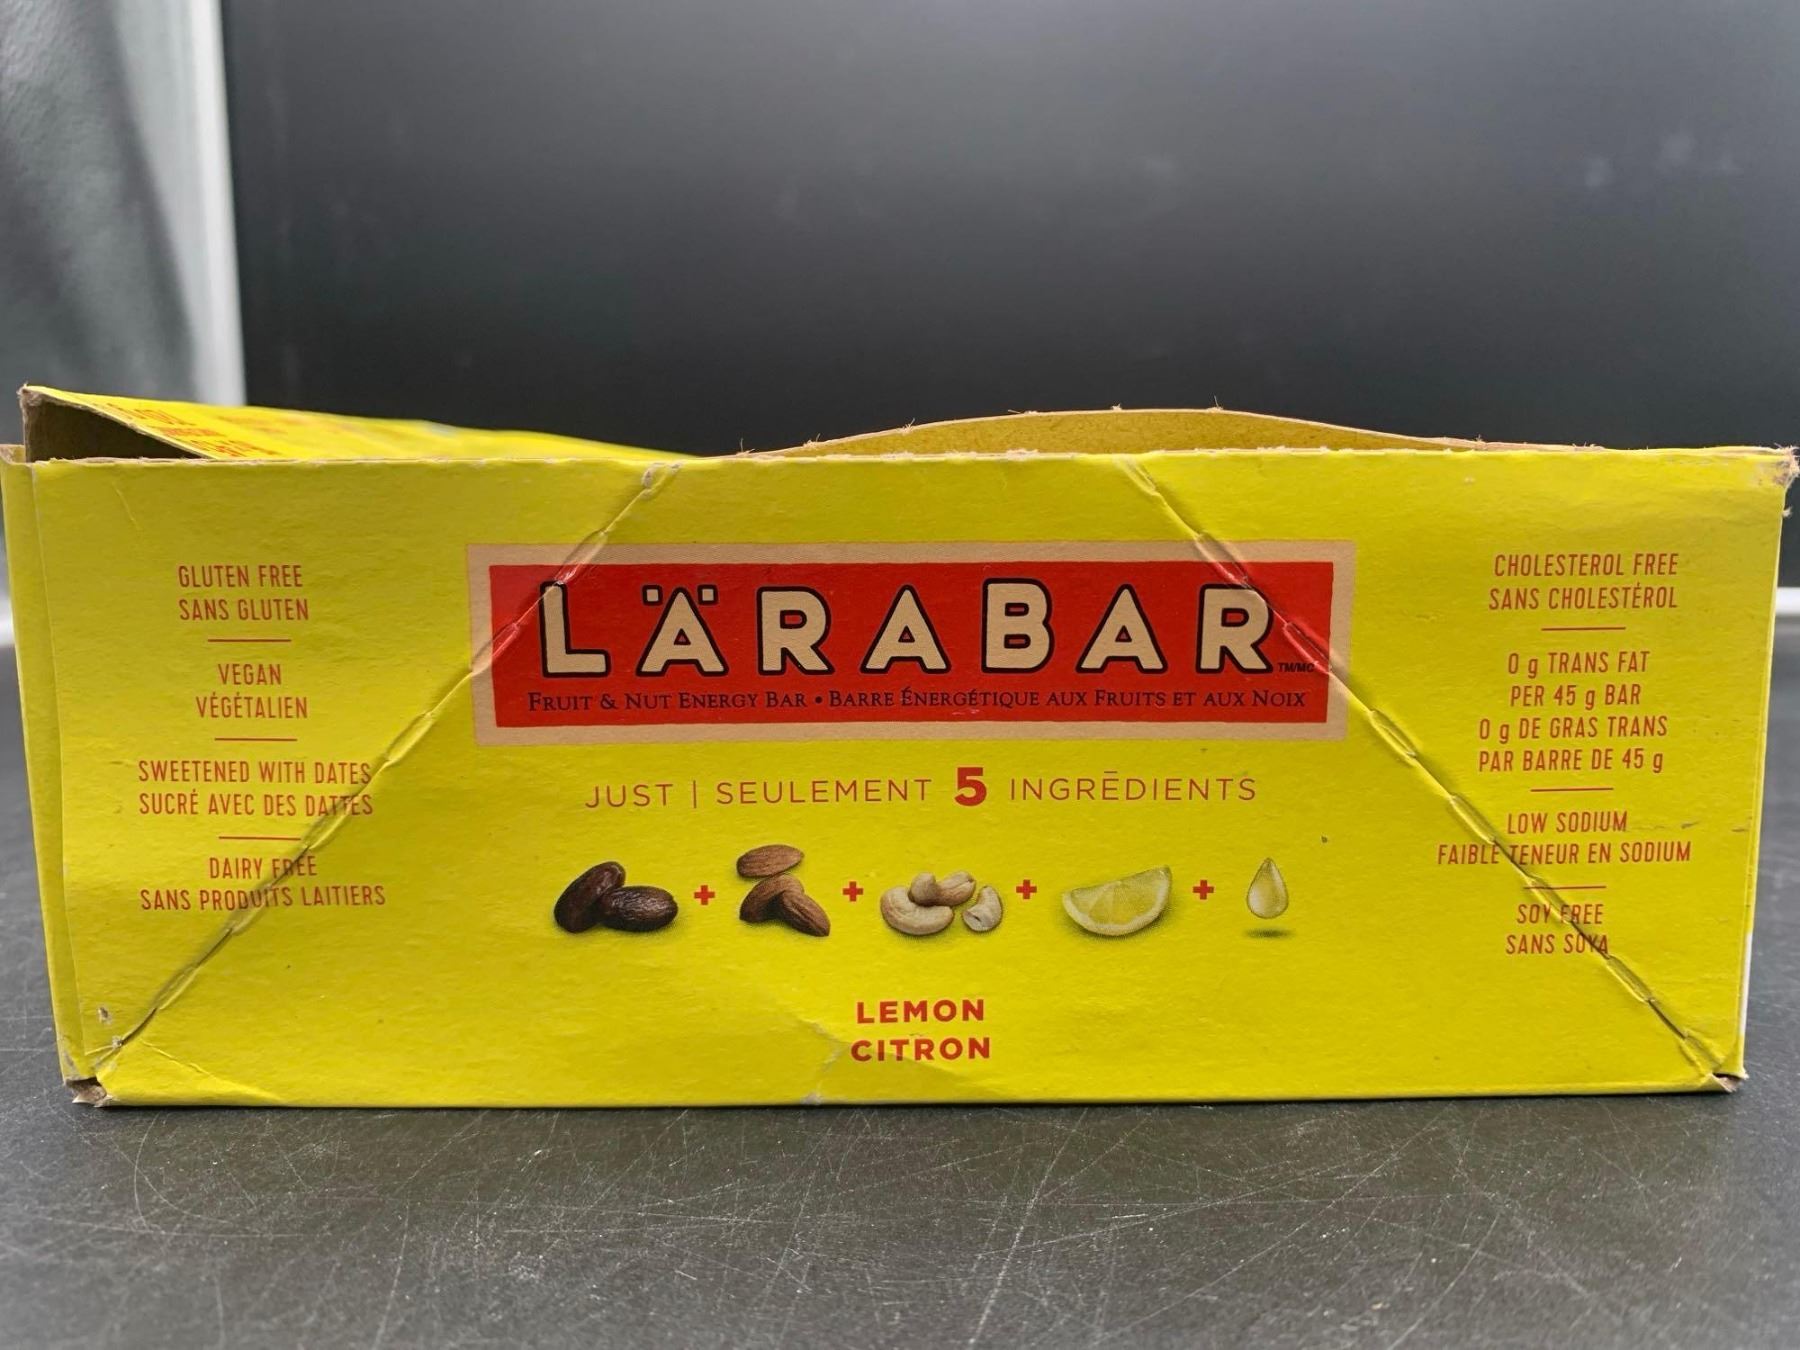 GLUTEN FREE
SANS GLUTEN
VEGAN
VÉGÉTALIEN
SWEETENED WITH DATES
SUCRÉ AVEC DES DATTES
DAIRY FREE
SANS PRODUITS LAITIERS
LÄRABAR TM/MC
FRUIT & NUT ENERGY BAR • BARRE ÉNERGÉTIQUE AUX FRUITS ET AUX NOIX
JUST | SEULEMENT 5 INGRĒDIENTS
+ + + +
LEMON
CITRON
CHOLESTEROL FREE
SANS CHOLESTÉROL
0 g TRANS FAT
PER 45 g BAR
0 g DE GRAS TRANS
PAR BARRE DE 45 g
LOW SODIUM
FAIBLE TENEUR EN SODIUM
SOY FREE
SANS SOYA